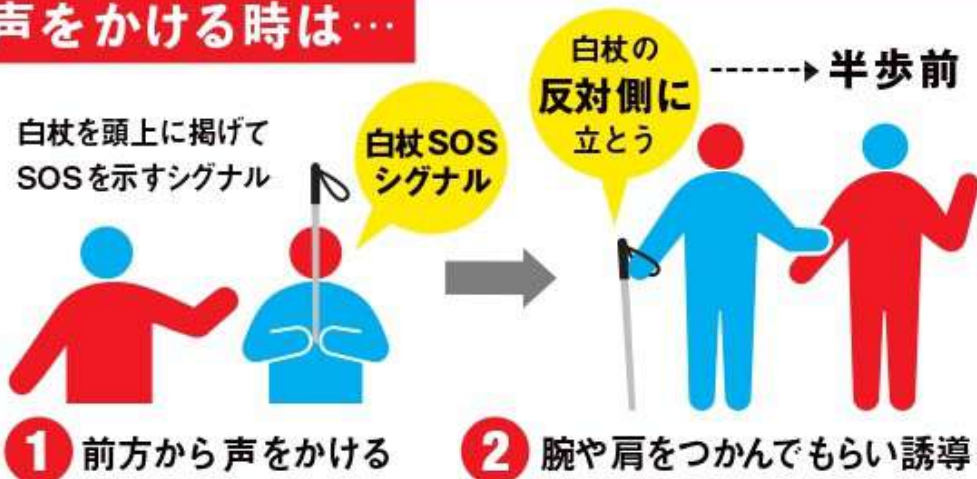 声をかける時は…
白杖を頭上に掲げて
SOSを示すシグナル
白杖SOS
シグナル
白杖の
反対側に
立とう
半歩前
1 前方から声をかける
2 腕や肩をつかんでもらい誘導